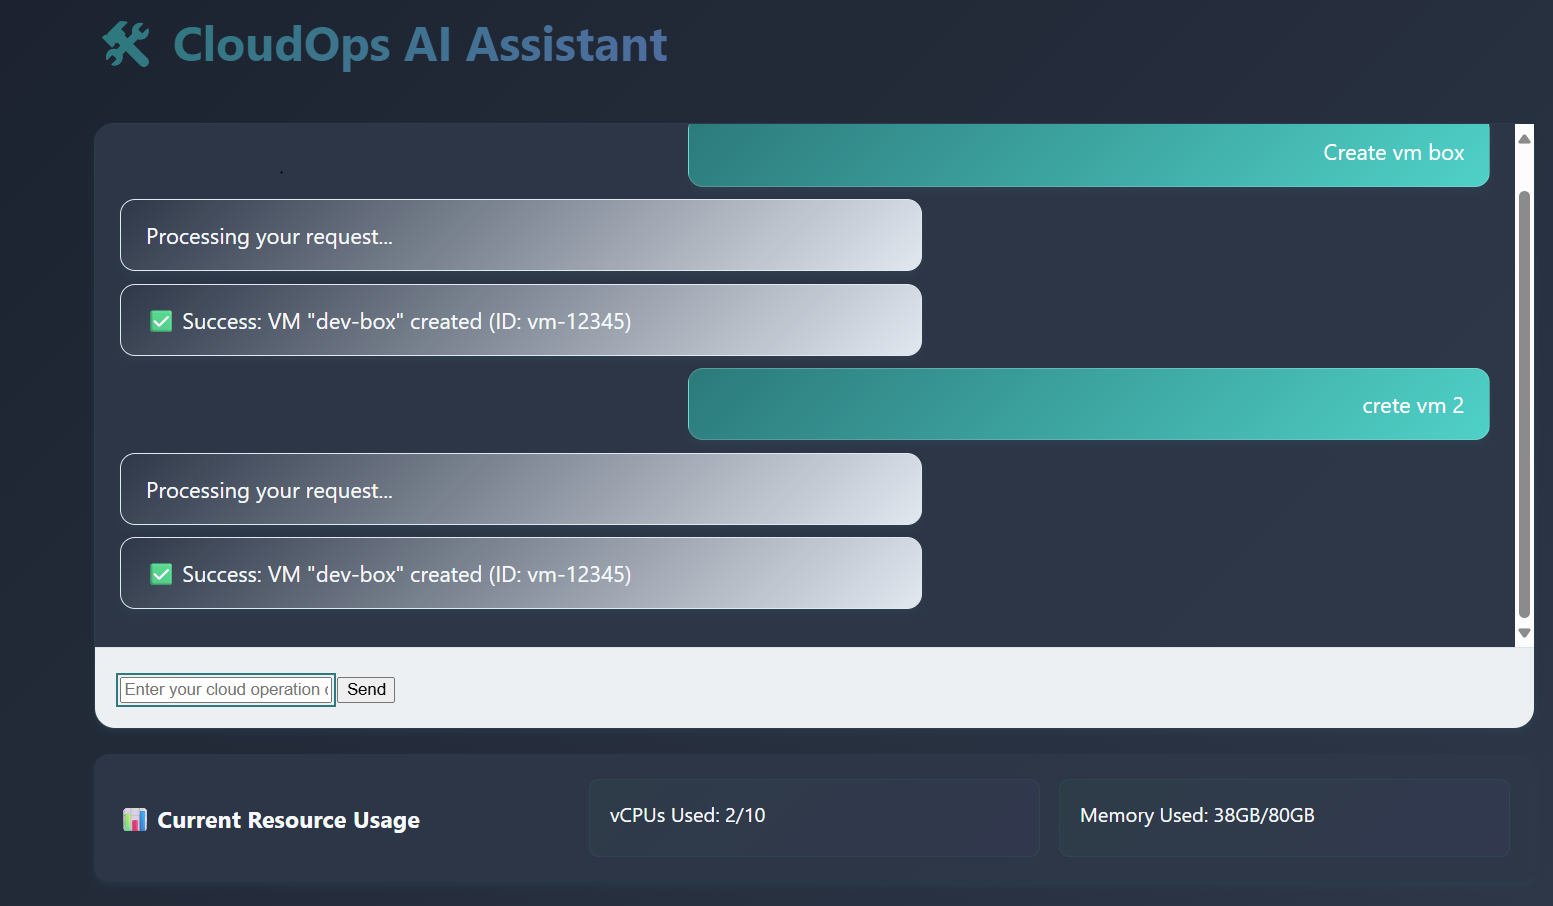 🛠 CloudOps AI Assistant
Create vm box
Processing your request...
✅ Success: VM "dev-box" created (ID: vm-12345)
crete vm 2
Processing your request...
✅ Success: VM "dev-box" created (ID: vm-12345)
Enter your cloud operation
Send
📊 Current Resource Usage
vCPUs Used: 2/10
Memory Used: 38GB/80GB